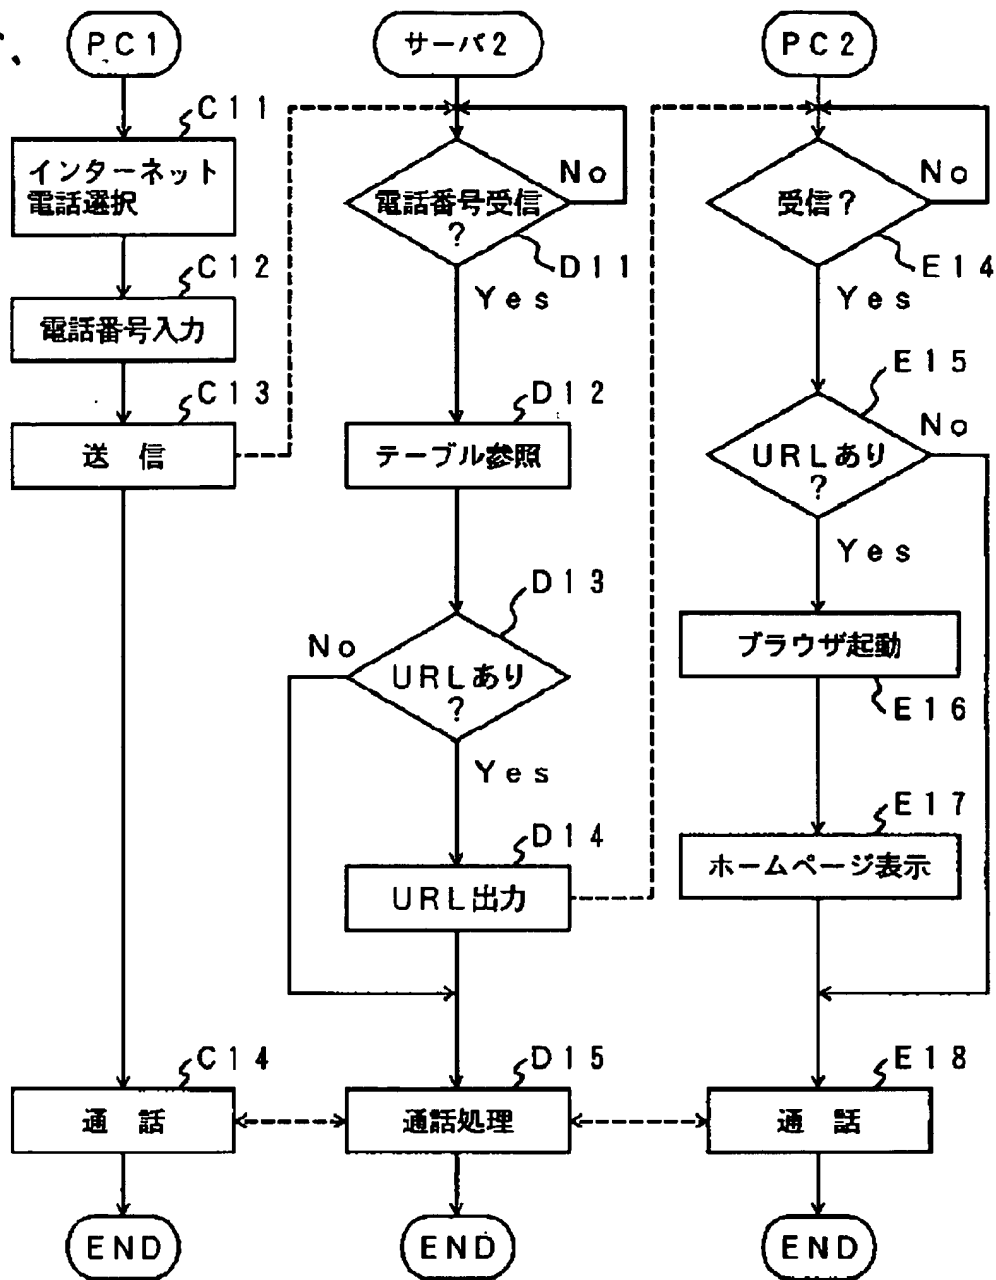 PC1
C11
インターネット
電話選択
C12
電話番号入力
C13
送信
C14
通話
END
サーバ2
電話番号受信
?
No
D11
Yes
D12
テーブル参照
D13
URLあり
?
No
Yes
D14
URL出力
D15
通話処理
END
PC2
受信?
No
E14
Yes
E15
URLあり
?
No
Yes
ブラウザ起動
E16
E17
ホームページ表示
E18
通話
END